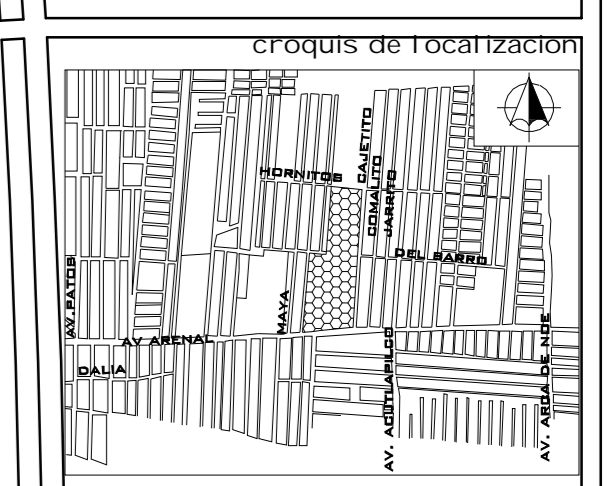 croquis de localizacion
HORNITOS
CAJETITO
COMALITO
JARRITO
DEL BARRO
AV.PATOS
MAYA
AV ARENAL
DALIA
AV. ACUTLAPILCO
AV. ARCA DE NOE